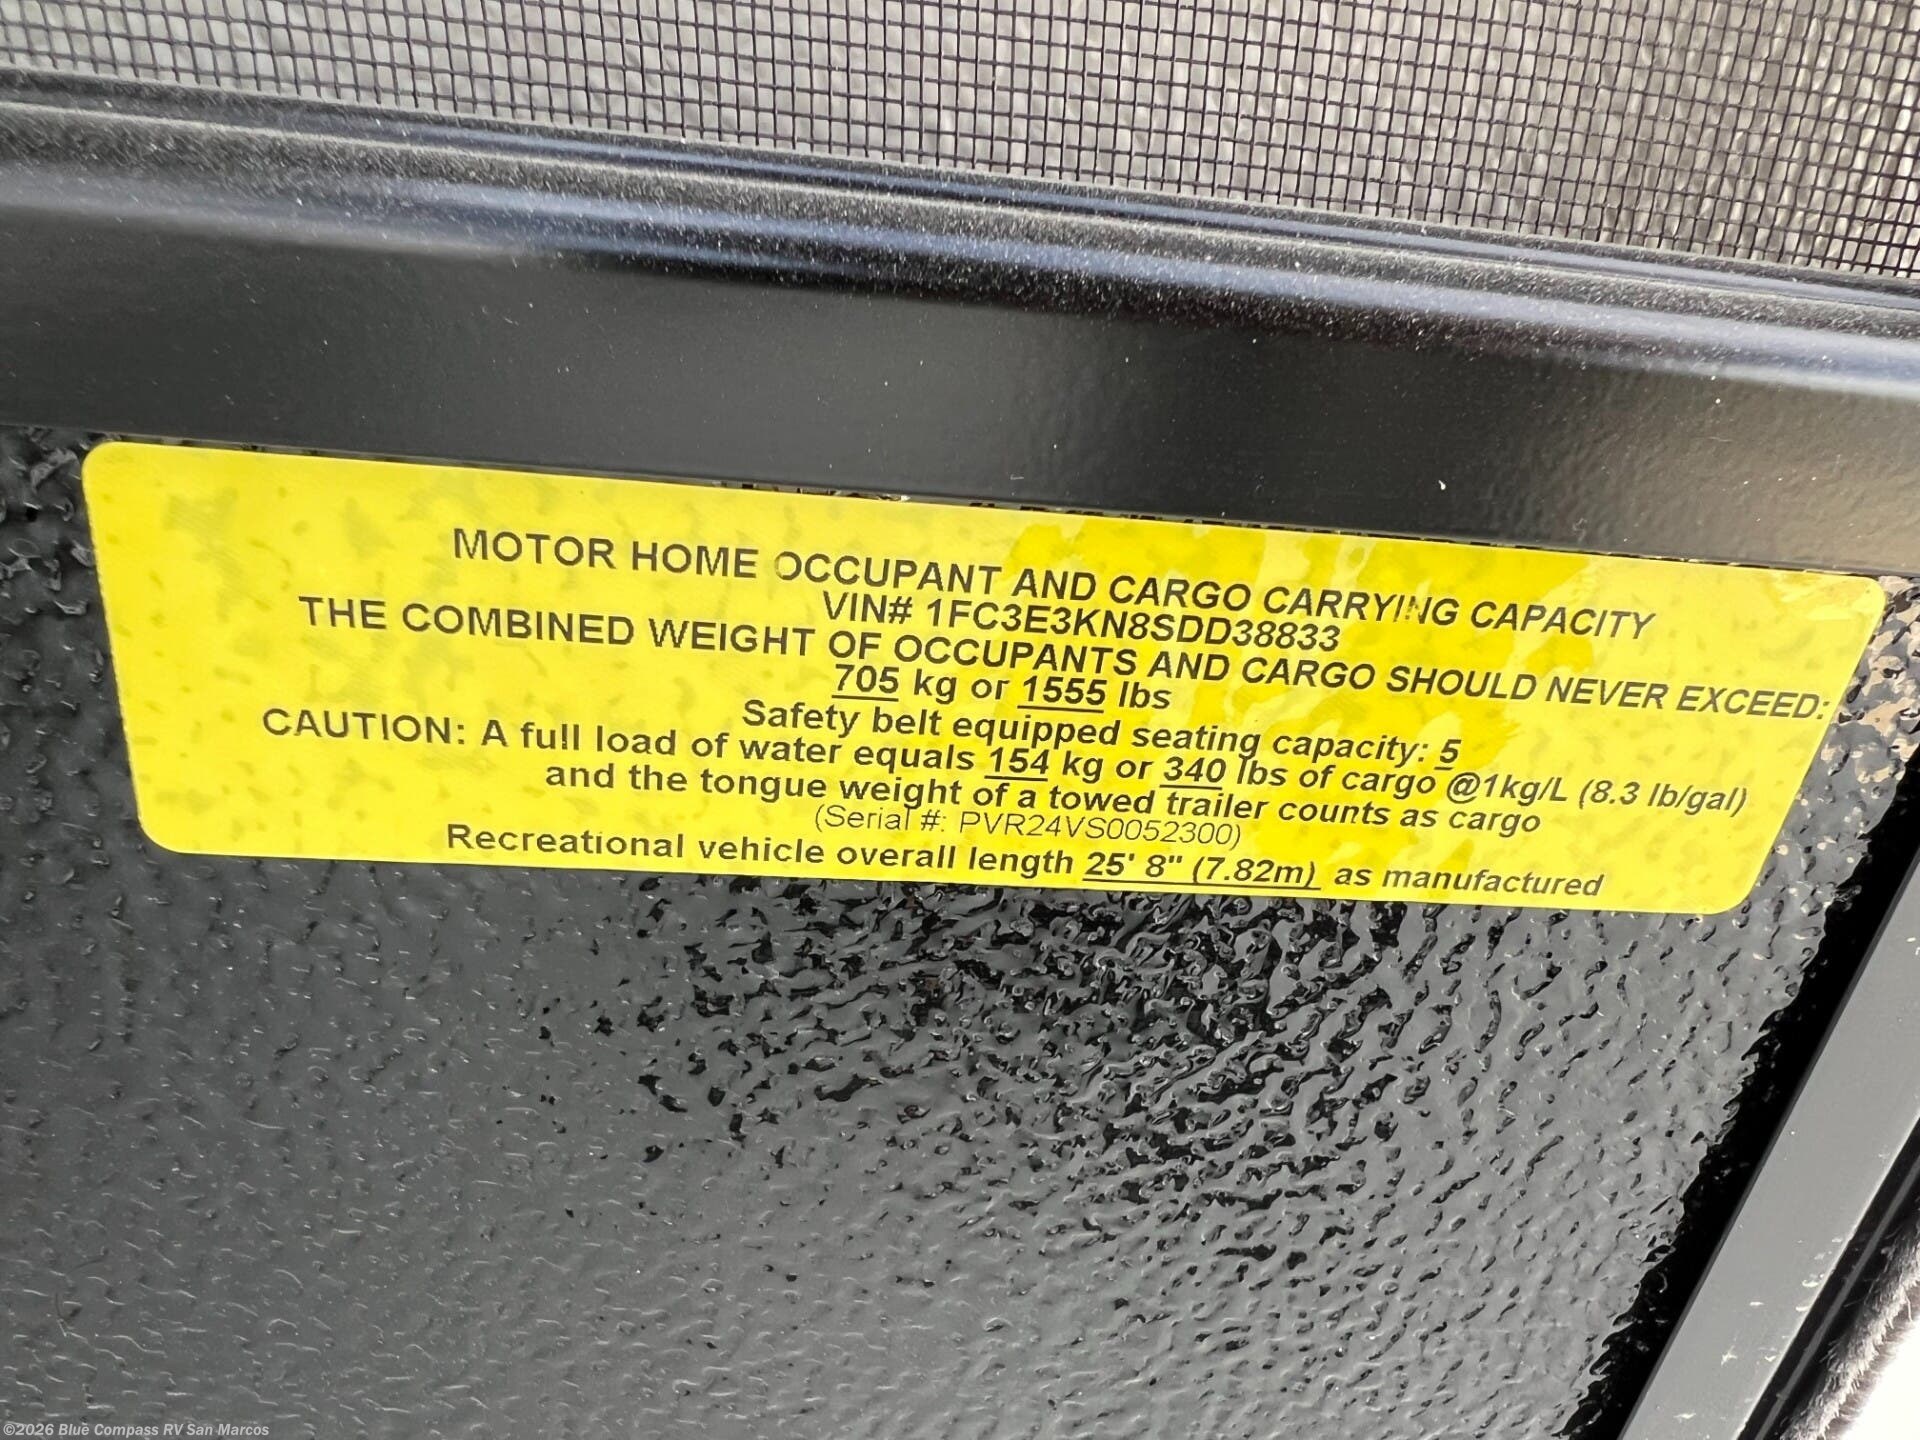 MOTOR HOME OCCUPANT AND CARGO CARRYING CAPACITY
VIN# 1FC3E3KN8SDD38833
THE COMBINED WEIGHT OF OCCUPANTS AND CARGO SHOULD NEVER EXCEED:
705 kg or 1555 lbs
Safety belt equipped seating capacity: 5
CAUTION: A full load of water equals 154 kg or 340 lbs of cargo @1kg/L (8.3 lb/gal)
and the tongue weight of a towed trailer counts as cargo
(Serial #: PVR24VS0052300)
Recreational vehicle overall length 25' 8" (7.82m) as manufactured
©2026 Blue Compass RV San Marcos